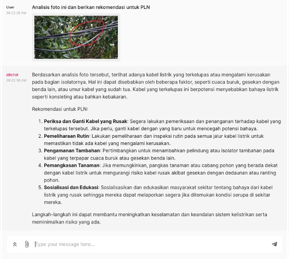 User
Analisis foto ini dan berikan rekomendasi untuk PLN
Berdasarkan analisis foto tersebut, terlihat adanya kabel listrik yang terkelupas atau mengalami kerusakan
pada bagian isolatornya. Hal ini dapat disebabkan oleh beberapa faktor, seperti cuaca buruk, gesekan dengan
benda lain, atau umur kabel yang sudah tua. Kabel yang terkelupas ini berpotensi menyebabkan bahaya listrik
seperti konsleting atau bahkan kebakaran.
Rekomendasi untuk PLN:
1. Periksa dan Ganti Kabel yang Rusak: Segera lakukan pemeriksaan dan penanganan terhadap kabel yang
terkelupas tersebut. Jika perlu, ganti kabel dengan yang baru untuk mencegah potensi bahaya.
2. Pemeliharaan Rutin: Lakukan pemeliharaan dan inspeksi rutin pada semua jalur kabel listrik untuk
memastikan tidak ada kabel yang mengalami kerusakan.
3. Pengamanan Tambahan: Pertimbangkan untuk menambahkan pelindung atau isolator tambahan pada
kabel yang terpapar cuaca buruk atau gesekan benda lain.
4. Pemangkasan Tanaman: Jika memungkinkan, pangkas tanaman atau cabang pohon yang berada dekat
dengan kabel listrik untuk mengurangi risiko kabel rusak akibat gesekan dengan dedaunan atau ranting
pohon.
5. Sosialisasi dan Edukasi: Sosialisasikan dan edukasikan masyarakat sekitar tentang bahaya dari kabel
listrik yang rusak sehingga mereka dapat melaporkan segera jika ditemukan kondisi serupa di sekitar
mereka.
Langkah-langkah ini dapat membantu meningkatkan keselamatan dan keandalan sistem kelistrikan serta
meminimalkan risiko yang ada.
Type your message here...